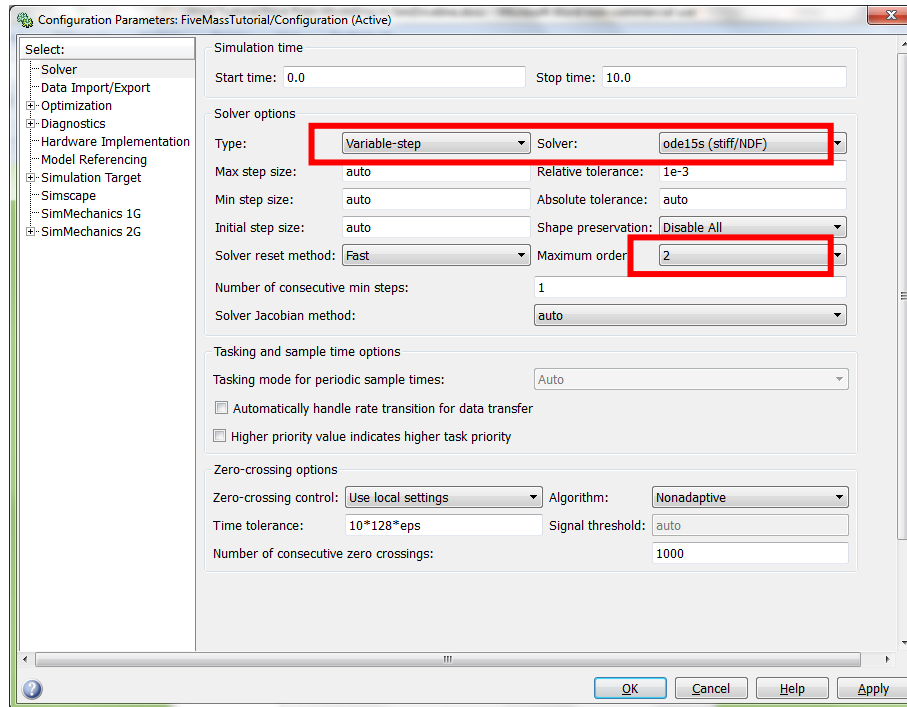 Configuration Parameters: FiveMassTutorial/Configuration (Active)
Select:
Solver
Data Import/Export
Optimization
Diagnostics
Hardware Implementation
Model Referencing
Simulation Target
Simscape
SimMechanics 1G
SimMechanics 2G
Simulation time
Start time: 0.0 Stop time: 10.0
Solver options
Type: Variable-step Solver: ode15s (stiff/NDF)
Max step size: auto Relative tolerance: 1e-3
Min step size: auto Absolute tolerance: auto
Initial step size: auto Shape preservation: Disable All
Solver reset method: Fast Maximum order 2
Number of consecutive min steps: 1
Solver Jacobian method: auto
Tasking and sample time options
Tasking mode for periodic sample times: Auto
Automatically handle rate transition for data transfer
Higher priority value indicates higher task priority
Zero-crossing options
Zero-crossing control: Use local settings Algorithm: Nonadaptive
Time tolerance: 10*128*eps Signal threshold: auto
Number of consecutive zero crossings: 1000
OK Cancel Help Apply